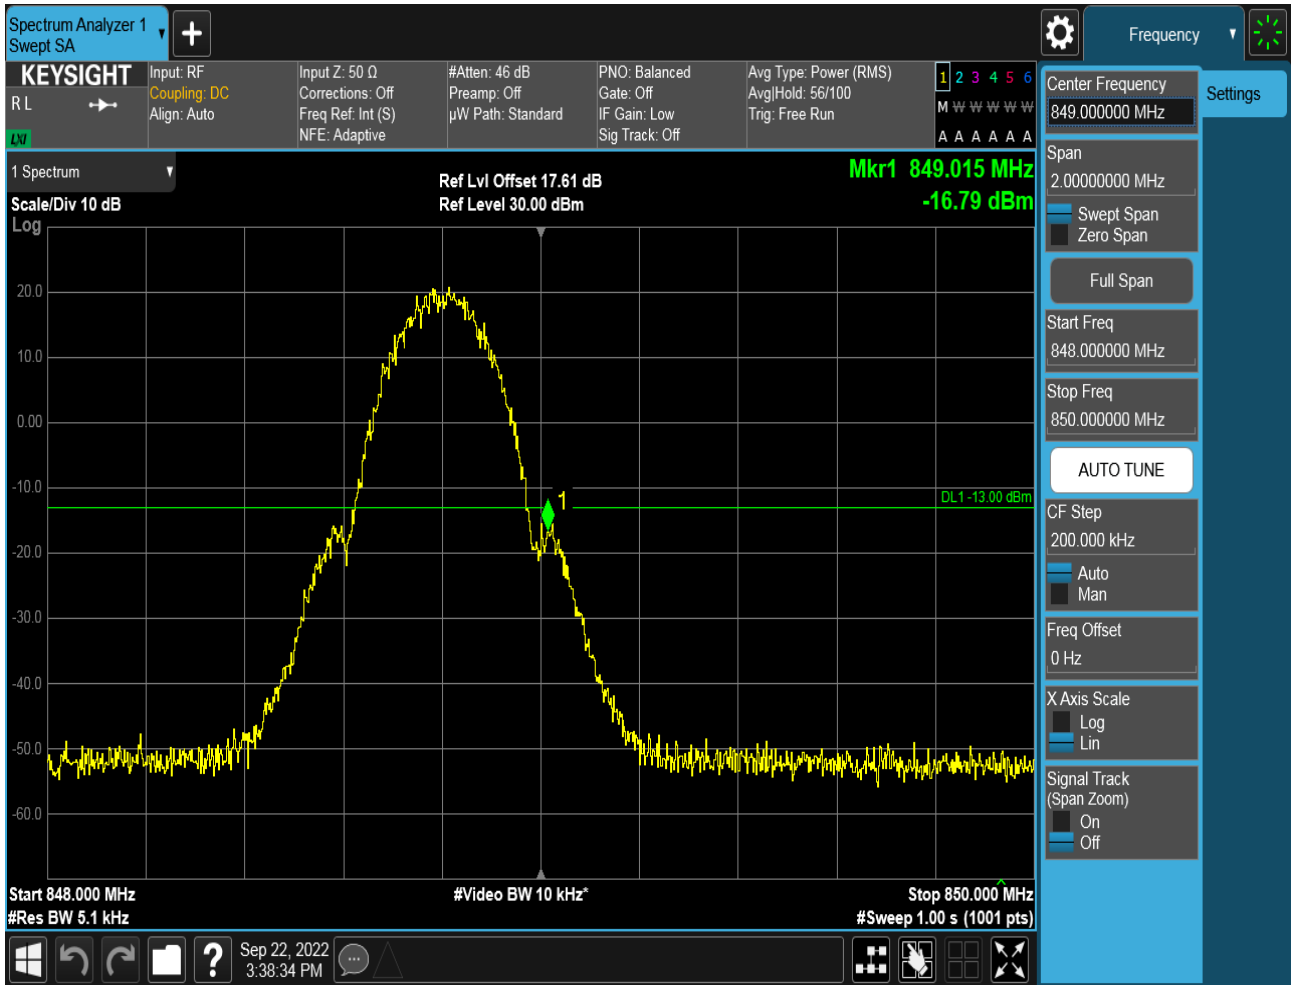 Spectrum Analyzer 1
Swept SA
Frequency
KEYSIGHT
R L
LXI
Input: RF
Coupling: DC
Align: Auto
Input Z: 50 Ω
Corrections: Off
Freq Ref: Int (S)
NFE: Adaptive
#Atten: 46 dB
Preamp: Off
µW Path: Standard
PNO: Balanced
Gate: Off
IF Gain: Low
Sig Track: Off
Avg Type: Power (RMS)
Avg|Hold: 56/100
Trig: Free Run
1 2 3 4 5 6
M W W W W W
A A A A A A
Center Frequency
849.000000 MHz
Settings
1 Spectrum
Scale/Div 10 dB
Log
Ref Lvl Offset 17.61 dB
Ref Level 30.00 dBm
Mkr1 849.015 MHz
-16.79 dBm
Span
2.00000000 MHz
Swept Span
Zero Span
Full Span
Start Freq
848.000000 MHz
Stop Freq
850.000000 MHz
AUTO TUNE
CF Step
200.000 kHz
Auto
Man
Freq Offset
0 Hz
X Axis Scale
Log
Lin
Signal Track
(Span Zoom)
On
Off
20.0
10.0
0.00
-10.0
-20.0
-30.0
-40.0
-50.0
-60.0
1
DL1 -13.00 dBm
Start 848.000 MHz
#Res BW 5.1 kHz
#Video BW 10 kHz*
Stop 850.000 MHz
#Sweep 1.00 s (1001 pts)
?
Sep 22, 2022
3:38:34 PM